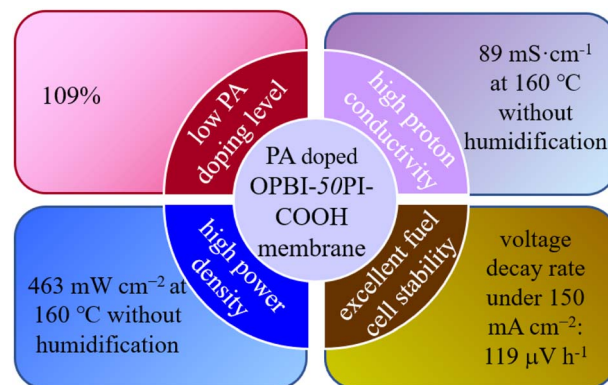 109%
low PA
doping level
high proton
conductivity
89 mS·cm-1
at 160 ℃
without
humidification
PA doped
OPBI-50PI-
COOH
membrane
463 mW cm−2 at
160 ℃ without
humidification
high power
density
excellent fuel
cell stability
voltage
decay rate
under 150
mA cm−2:
119 μV h-1